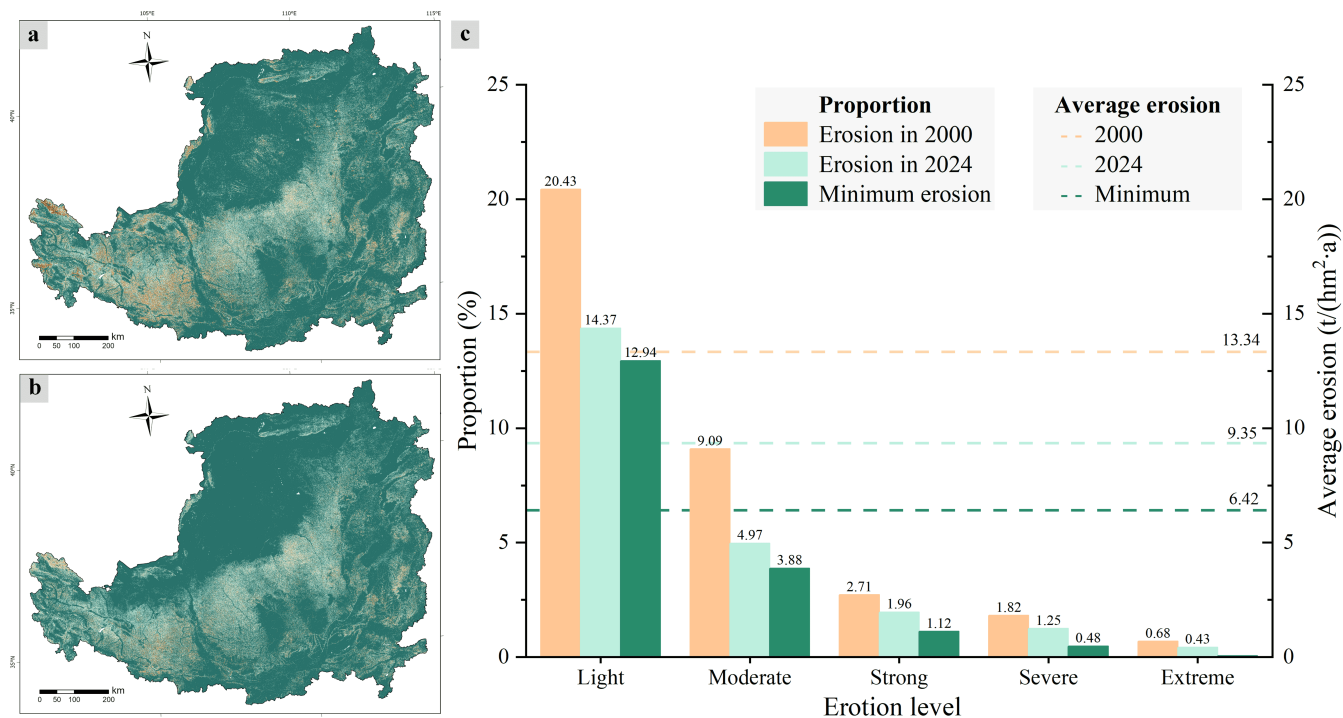 a
105°E
110°E
115°E
N
40°N
35°N
km
0 50 100 200
b
N
40°N
35°N
km
0 50 100 200
105°E
110°E
115°E
c
Proportion
Erosion in 2000
Erosion in 2024
Minimum erosion
Average erosion
2000
2024
Minimum
Proportion (%)
25
20
15
10
5
0
20.43
14.37
12.94
9.09
4.97
3.88
2.71
1.96
1.12
1.82
1.25
0.48
0.68
0.43
13.34
9.35
6.42
25
20
15
10
5
0
Average erosion (t/(hm²·a))
Light
Moderate
Strong
Severe
Extreme
Erotion level